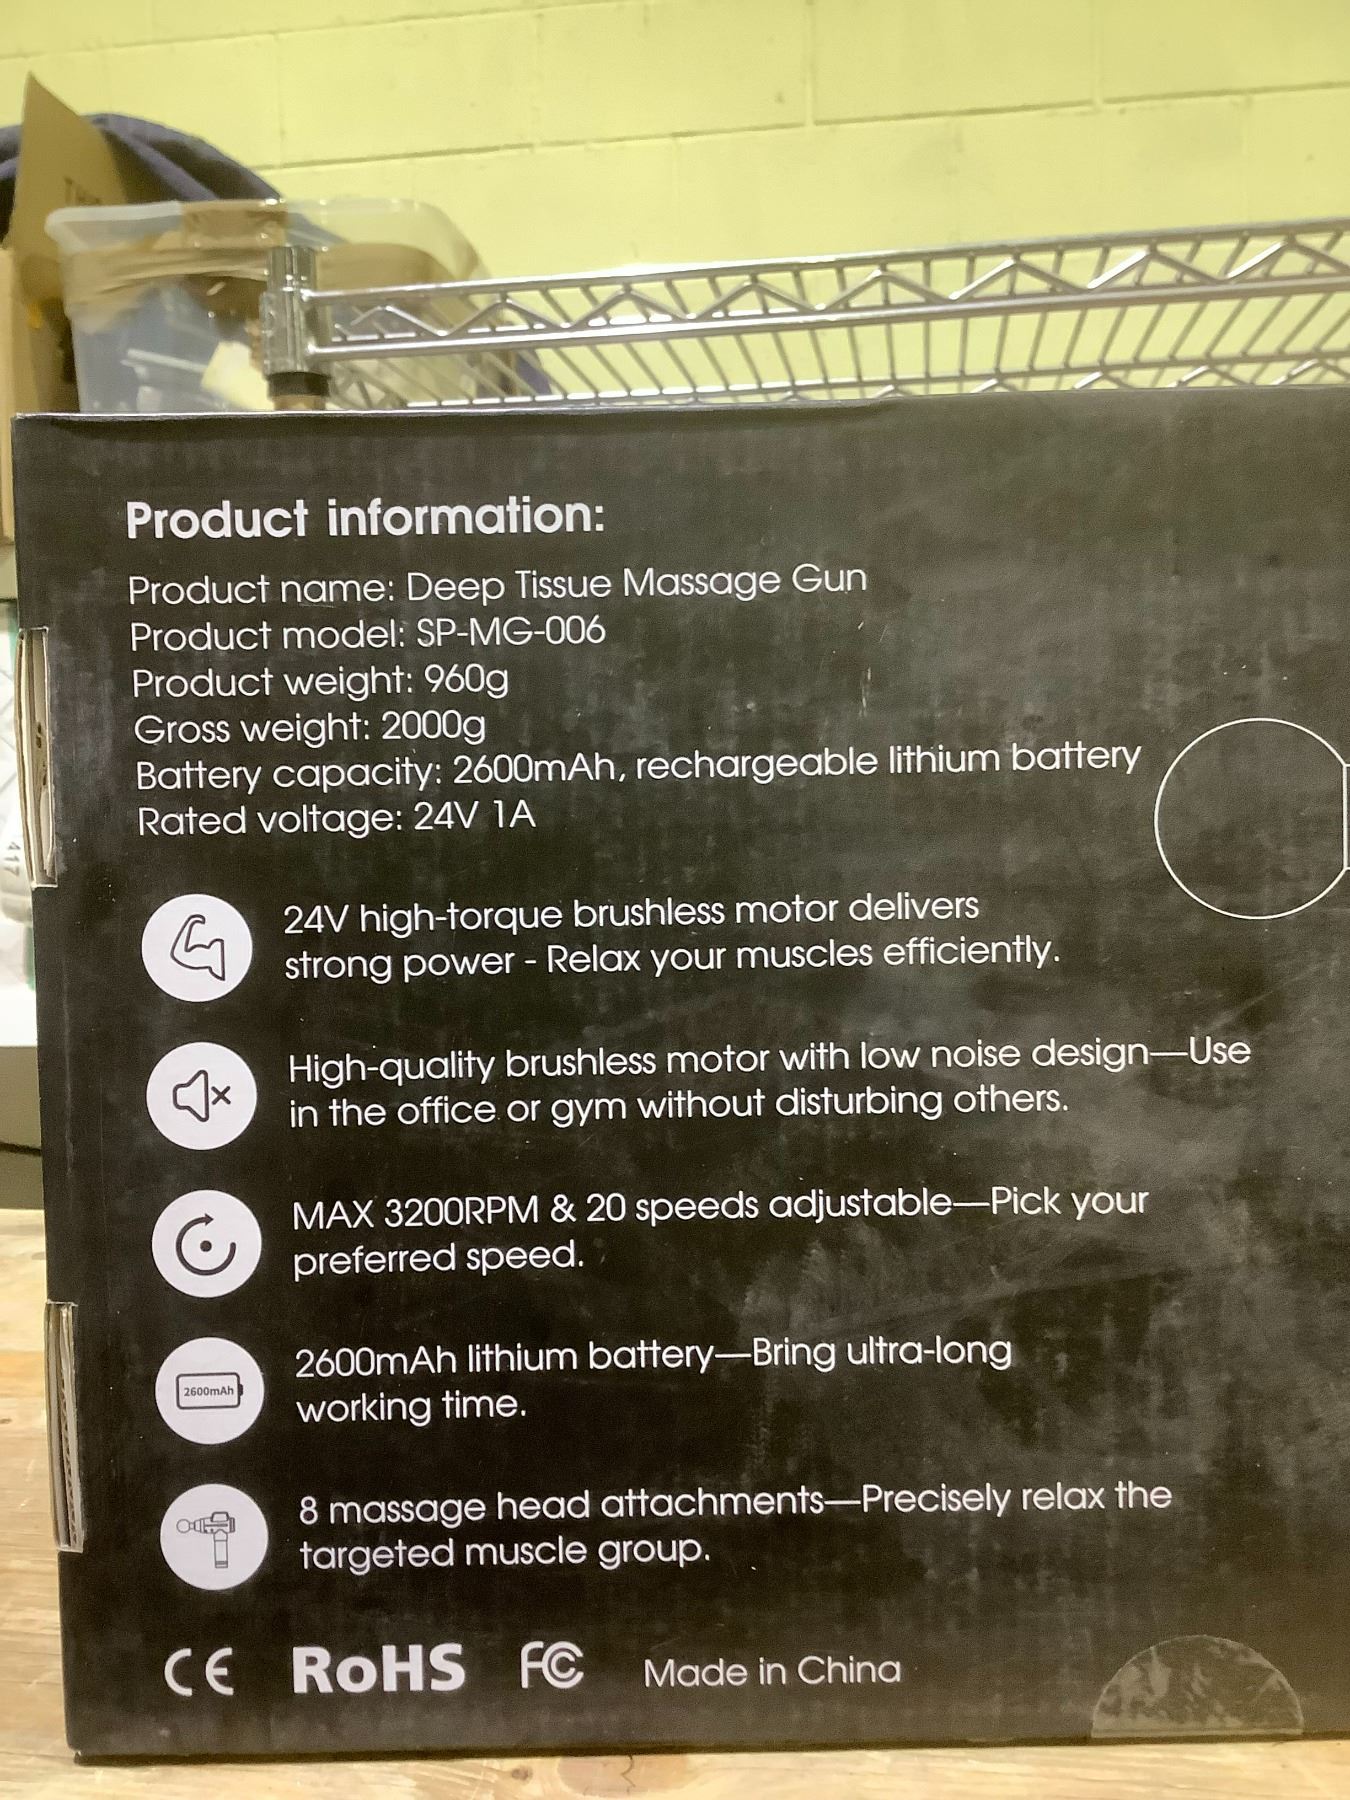 Product information:
Product name: Deep Tissue Massage Gun
Product model: SP-MG-006
Product weight: 960g
Gross weight: 2000g
Battery capacity: 2600mAh, rechargeable lithium battery
Rated voltage: 24V 1A
24V high-torque brushless motor delivers
strong power - Relax your muscles efficiently.
High-quality brushless motor with low noise design—Use
in the office or gym without disturbing others.
MAX 3200RPM & 20 speeds adjustable—Pick your
preferred speed.
2600mAh
2600mAh lithium battery—Bring ultra-long
working time.
8 massage head attachments—Precisely relax the
targeted muscle group.
CE RoHS FC Made in China